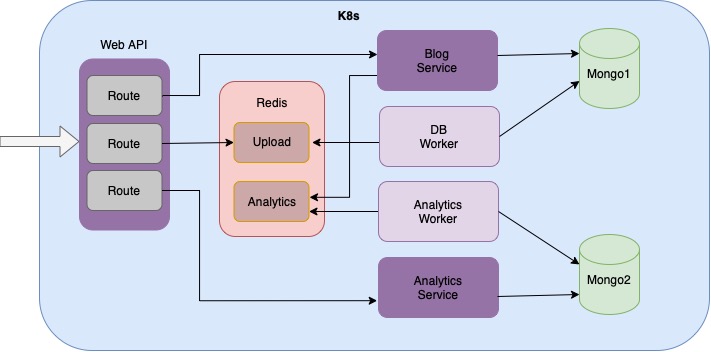 K8s
Web API
Route
Route
Route
Redis
Upload
Analytics
Blog
Service
DB
Worker
Analytics
Worker
Analytics
Service
Mongo1
Mongo2